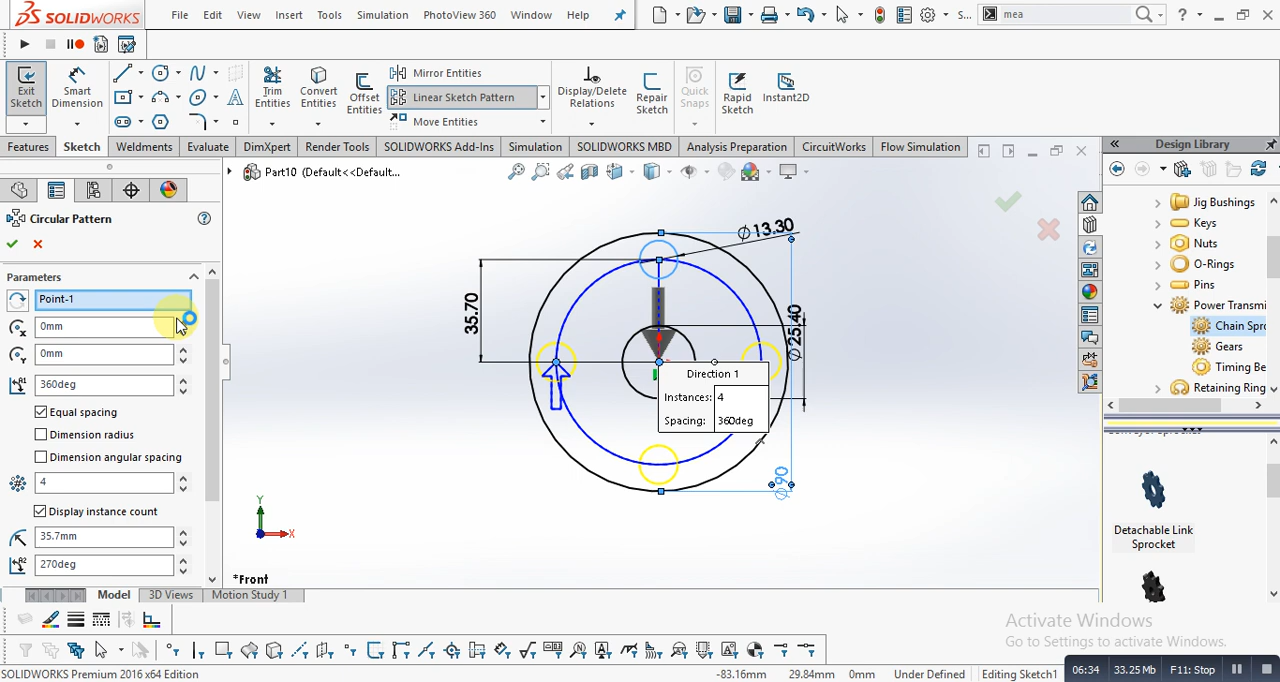 SOLIDWORKS
File Edit View Insert Tools Simulation PhotoView 360 Window Help
S... mea ?
Exit Sketch
Smart Dimension
Trim Entities
Convert Entities
Offset Entities
Mirror Entities
Linear Sketch Pattern
Move Entities
Display/Delete Relations
Repair Sketch
Quick Snaps
Rapid Sketch
Instant2D
Features Sketch Weldments Evaluate DimXpert Render Tools SOLIDWORKS Add-Ins Simulation SOLIDWORKS MBD Analysis Preparation CircuitWorks Flow Simulation
Design Library
Part10 (Default<<Default...
Circular Pattern
Parameters
Point-1
0mm
0mm
360deg
Equal spacing
Dimension radius
Dimension angular spacing
4
Display instance count
35.7mm
270deg
∅13.30
35.70
∅25.40
∅90
Direction 1
Instances: 4
Spacing: 360deg
Y
X
*Front
Jig Bushings
Keys
Nuts
O-Rings
Pins
Power Transmi
Chain Spro
Gears
Timing Be
Retaining Ring
Detachable Link
Sprocket
Model 3D Views Motion Study 1
Activate Windows
Go to Settings to activate Windows.
SOLIDWORKS Premium 2016 x64 Edition
-83.16mm 29.84mm 0mm Under Defined Editing Sketch1
06:34 33.25 Mb F11: Stop